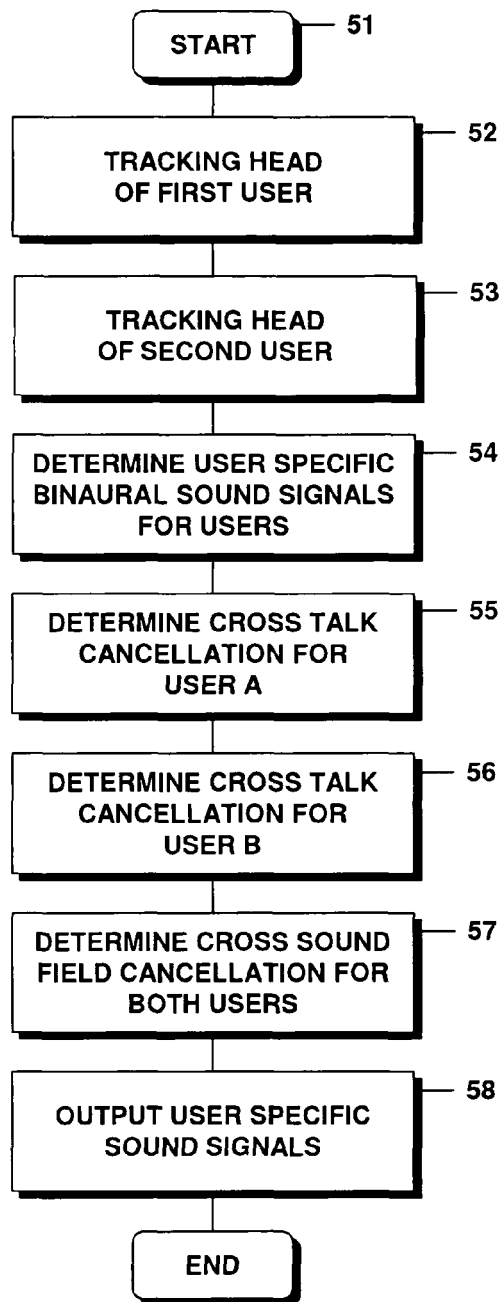 START
51
TRACKING HEAD
OF FIRST USER
52
TRACKING HEAD
OF SECOND USER
53
DETERMINE USER SPECIFIC
BINAURAL SOUND SIGNALS
FOR USERS
54
DETERMINE CROSS TALK
CANCELLATION FOR
USER A
55
DETERMINE CROSS TALK
CANCELLATION FOR
USER B
56
DETERMINE CROSS SOUND
FIELD CANCELLATION FOR
BOTH USERS
57
OUTPUT USER SPECIFIC
SOUND SIGNALS
58
END